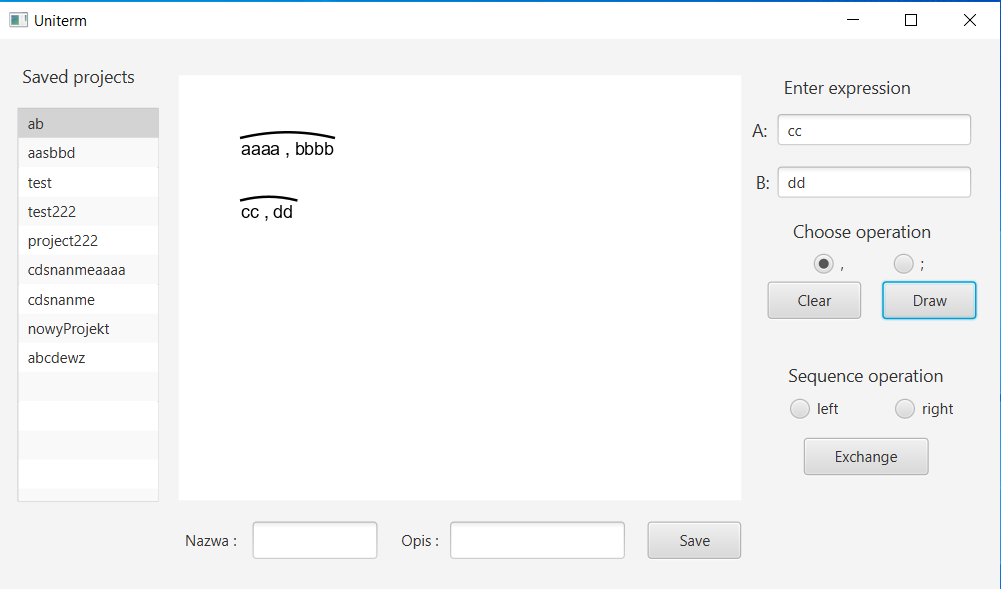 Uniterm
Saved projects
ab
aasbbd
test
test222
project222
cdsnanmeaaaa
cdsnanme
nowyProjekt
abcdewz
aaaa , bbbb
cc , dd
Enter expression
A: cc
B: dd
Choose operation
, ;
Clear Draw
Sequence operation
left right
Exchange
Nazwa : Opis : Save